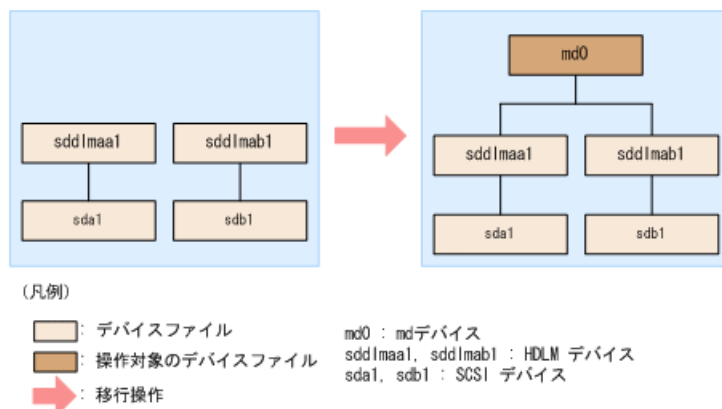 md0
sddlmaa1
sddlmab1
sda1
sdb1
sddlmaa1
sddlmab1
sda1
sdb1
(凡例)
: デバイスファイル
: 操作対象のデバイスファイル
: 移行操作
md0 : mdデバイス
sddlmaa1, sddlmab1 : HDLM デバイス
sda1, sdb1 : SCSI デバイス